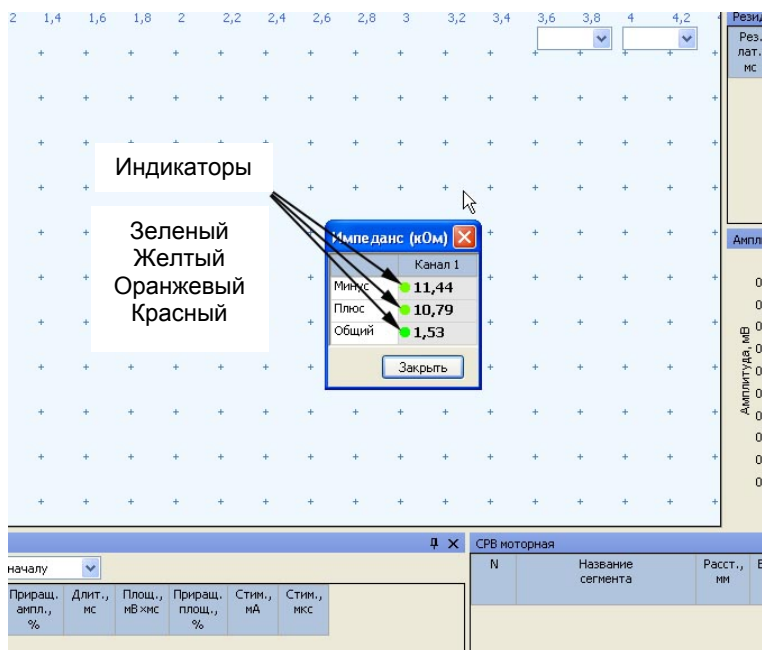 2 1,4 1,6 1,8 2 2,2 2,4 2,6 2,8 3 3,2 3,4 3,6 3,8 4 4,2
Рез.
лат.
мс
Индикаторы
Зеленый
Желтый
Оранжевый
Красный
Импеданс (кОм)
Канал 1
Минус 11,44
Плюс 10,79
Общий 1,53
Закрыть
Амплитуда, мВ
СРВ моторная
началу
Приращ. ампл., %
Длит., мс
Площ., мВ×мс
Приращ. площ., %
Стим., мА
Стим., мкс
N
Название
сегмента
Расст.,
мм